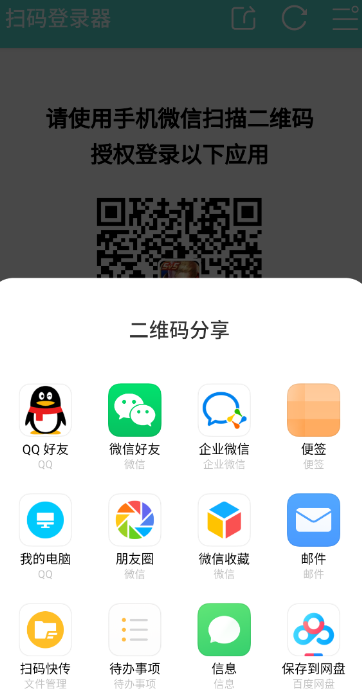 扫码登录器
请使用手机微信扫描二维码
授权登录以下应用
二维码分享
QQ 好友 微信好友 企业微信 便签
QQ 微信 企业微信 便签
我的电脑 朋友圈 微信收藏 邮件
QQ 微信 微信 邮件
扫码快传 待办事项 信息 保存到网盘
文件管理 待办事项 信息 百度网盘